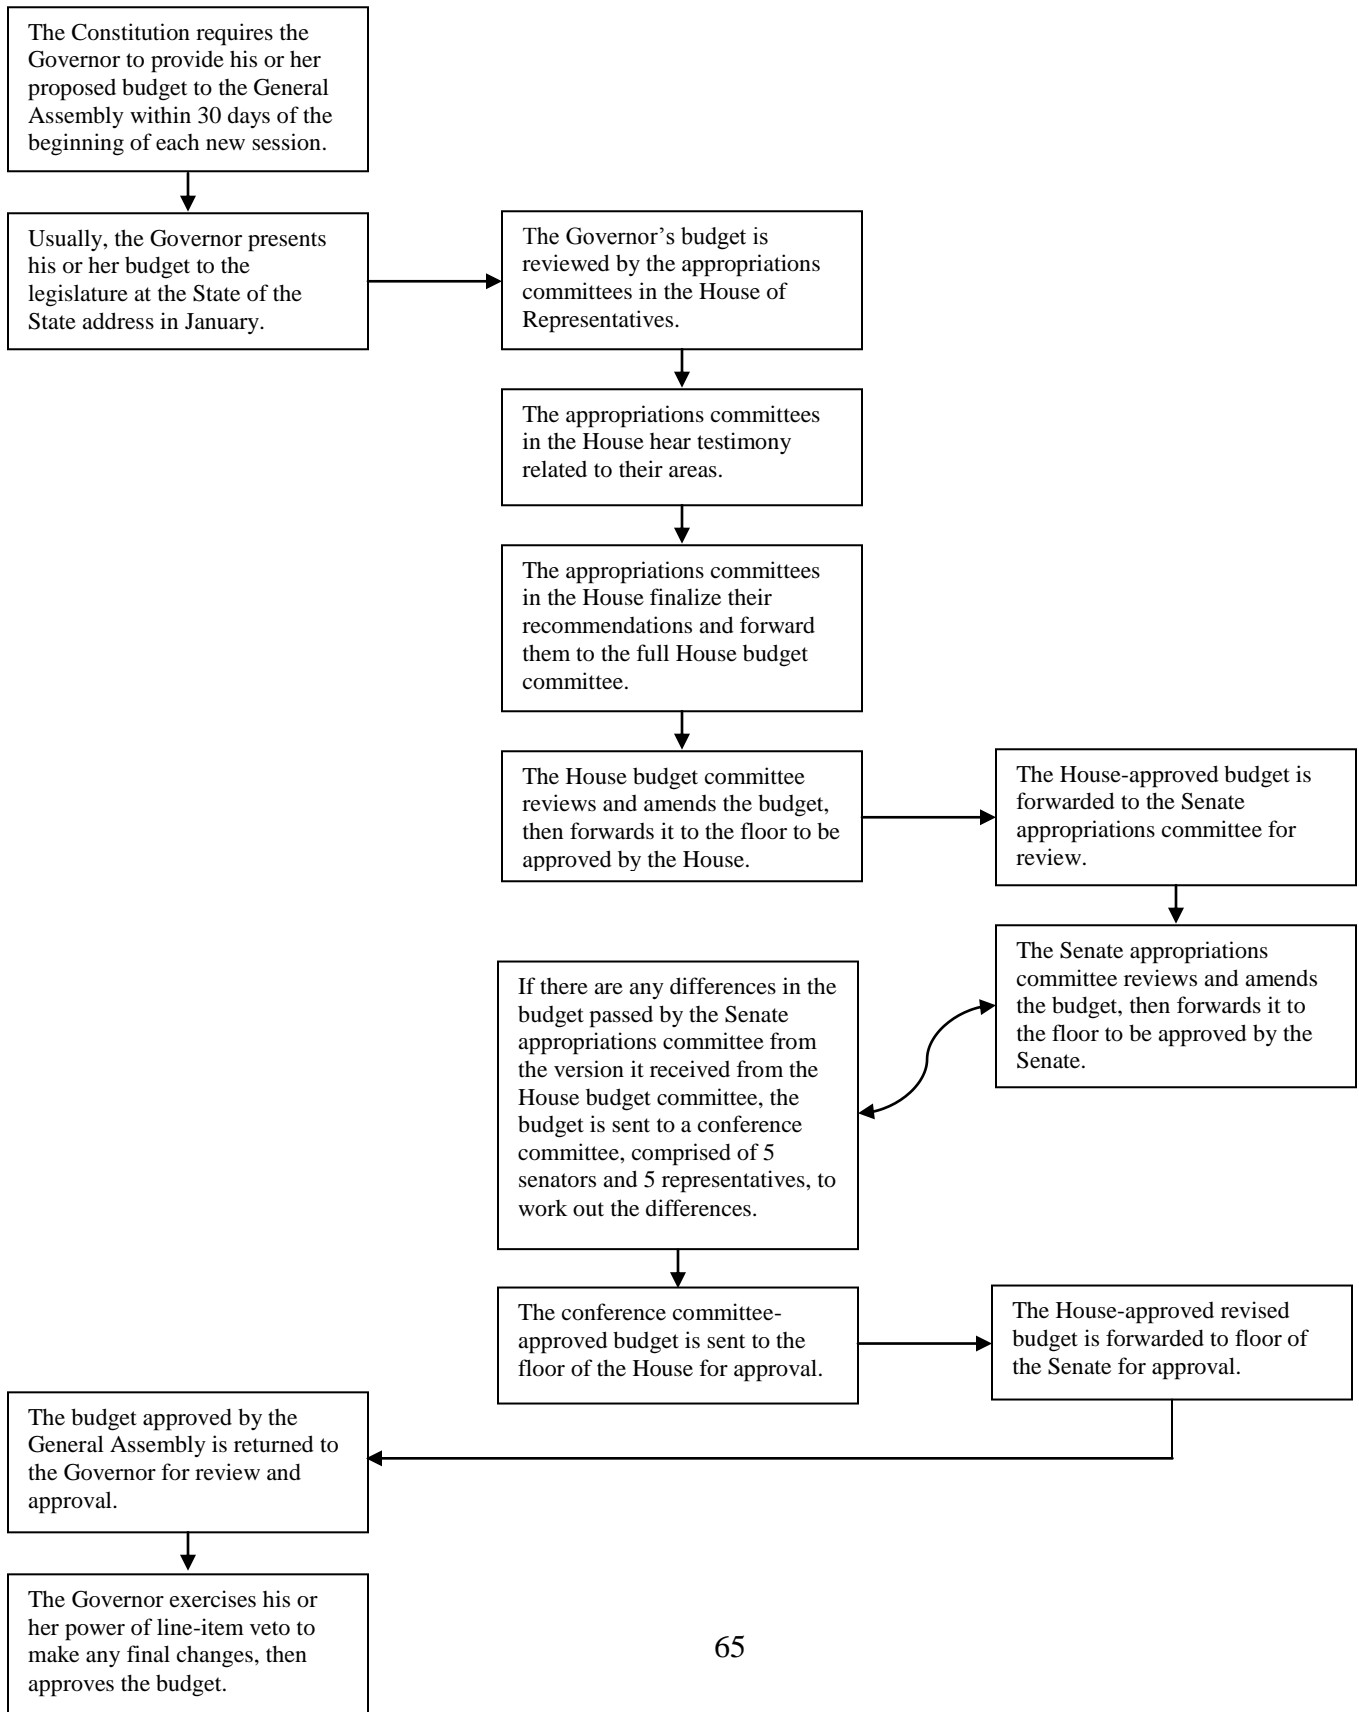 The Constitution requires the
Governor to provide his or her
proposed budget to the General
Assembly within 30 days of the
beginning of each new session.
Usually, the Governor presents
his or her budget to the
legislature at the State of the
State address in January.
The Governor’s budget is
reviewed by the appropriations
committees in the House of
Representatives.
The appropriations committees
in the House hear testimony
related to their areas.
The appropriations committees
in the House finalize their
recommendations and forward
them to the full House budget
committee.
The House budget committee
reviews and amends the budget,
then forwards it to the floor to be
approved by the House.
The House-approved budget is
forwarded to the Senate
appropriations committee for
review.
The Senate appropriations
committee reviews and amends
the budget, then forwards it to
the floor to be approved by the
Senate.
If there are any differences in the
budget passed by the Senate
appropriations committee from
the version it received from the
House budget committee, the
budget is sent to a conference
committee, comprised of 5
senators and 5 representatives, to
work out the differences.
The conference committee-
approved budget is sent to the
floor of the House for approval.
The House-approved revised
budget is forwarded to floor of
the Senate for approval.
The budget approved by the
General Assembly is returned to
the Governor for review and
approval.
The Governor exercises his or
her power of line-item veto to
make any final changes, then
approves the budget.
65